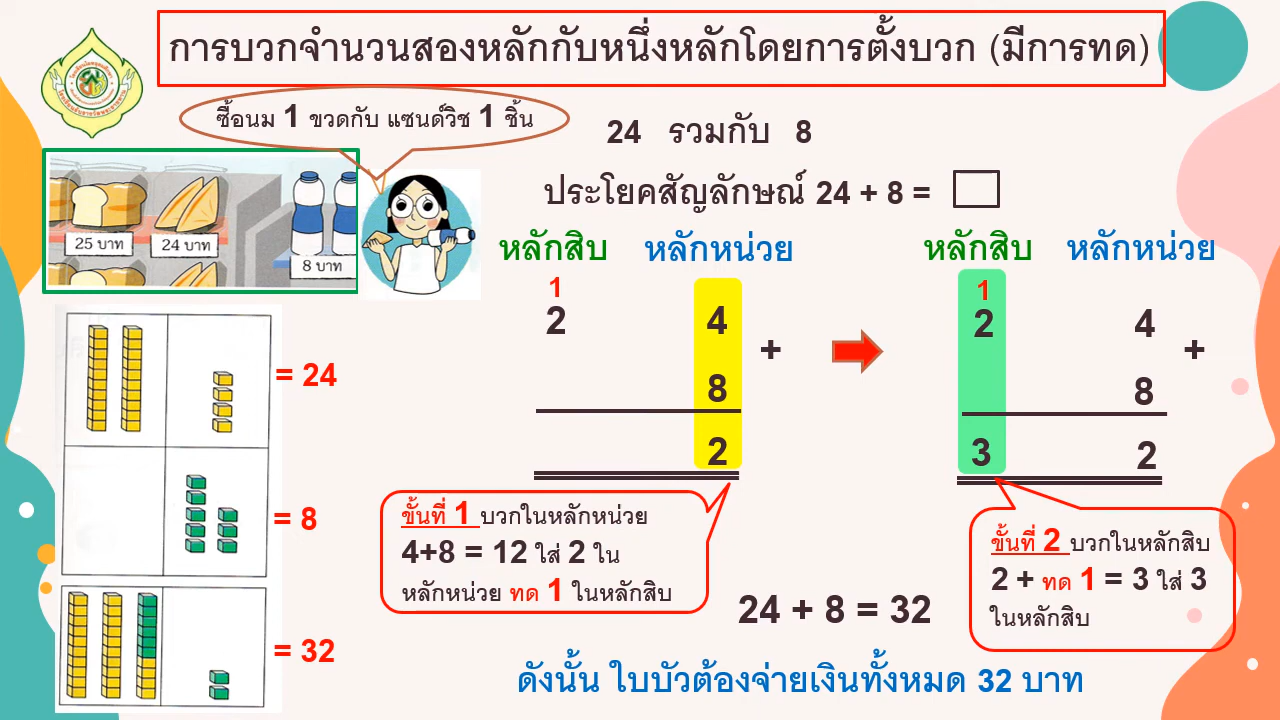 การบวกจำนวนสองหลักกับหนึ่งหลักโดยการตั้งบวก (มีการทด)
ซื้อนม 1 ขวดกับ แซนด์วิช 1 ชิ้น
24 รวมกับ 8
ประโยคสัญลักษณ์ 24 + 8 =
25 บาท
24 บาท
8 บาท
หลักสิบ หลักหน่วย
1
2 4
+
8
2
หลักสิบ หลักหน่วย
1
2 4
+
8
3 2
= 24
= 8
= 32
ขั้นที่ 1 บวกในหลักหน่วย
4+8 = 12 ใส่ 2 ใน
หลักหน่วย ทด 1 ในหลักสิบ
ขั้นที่ 2 บวกในหลักสิบ
2 + ทด 1 = 3 ใส่ 3
ในหลักสิบ
24 + 8 = 32
ดังนั้น ใบบัวต้องจ่ายเงินทั้งหมด 32 บาท